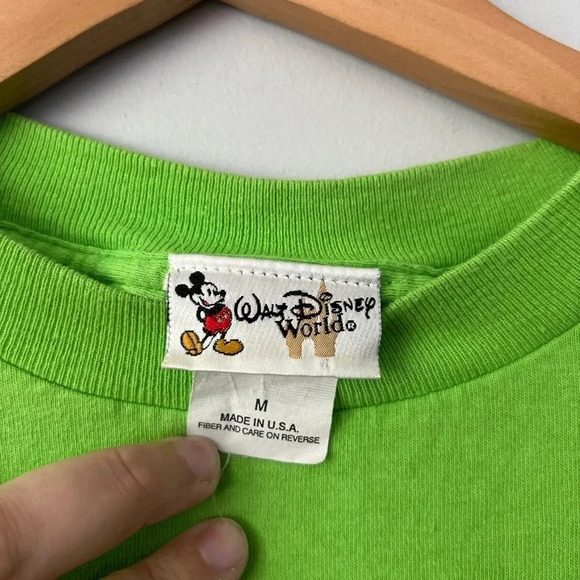 Walt Disney
World®
M
MADE IN U.S.A.
FIBER AND CARE ON REVERSE